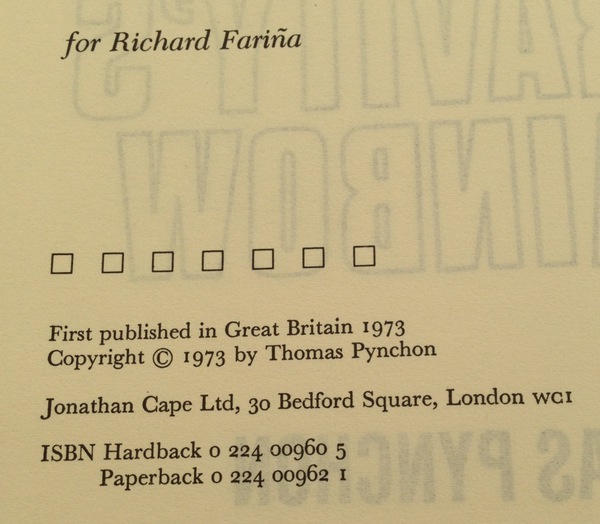 for Richard Fariña
□ □ □ □ □ □ □
First published in Great Britain 1973
Copyright © 1973 by Thomas Pynchon
Jonathan Cape Ltd, 30 Bedford Square, London WC1
ISBN Hardback 0 224 00960 5
Paperback 0 224 00962 1